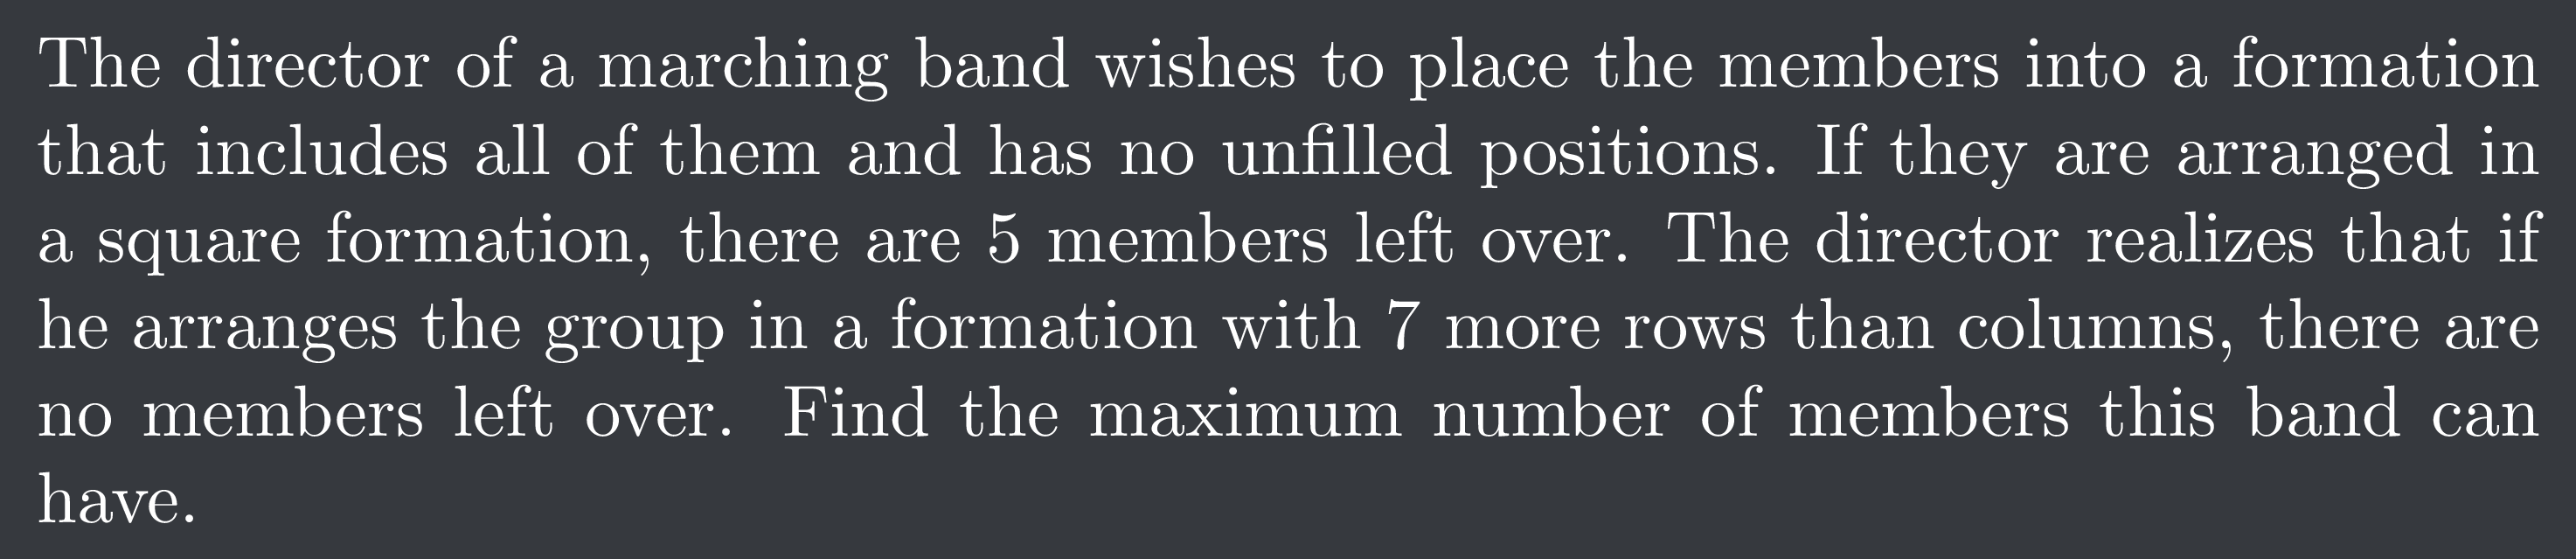 The director of a marching band wishes to place the members into a formation
that includes all of them and has no unfilled positions. If they are arranged in
a square formation, there are 5 members left over. The director realizes that if
he arranges the group in a formation with 7 more rows than columns, there are
no members left over. Find the maximum number of members this band can
have.